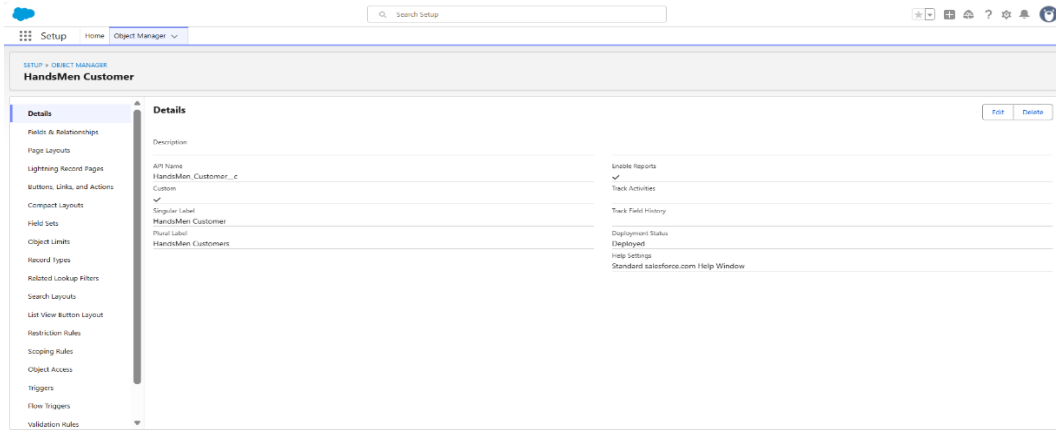 Search Setup
Setup
Home
Object Manager
SETUP > OBJECT MANAGER
HandsMen Customer
Details
Fields & Relationships
Page Layouts
Lightning Record Pages
Buttons, Links, and Actions
Compact Layouts
Field Sets
Object Limits
Record Types
Related Lookup Filters
Search Layouts
List View Button Layout
Restriction Rules
Scoping Rules
Object Access
Triggers
Flow Triggers
Validation Rules
Details
Edit
Delete
Description
API Name
HandsMen_Customer__c
Custom
Singular Label
HandsMen Customer
Plural Label
HandsMen Customers
Enable Reports
Track Activities
Track Field History
Deployment Status
Deployed
Help Settings
Standard salesforce.com Help Window